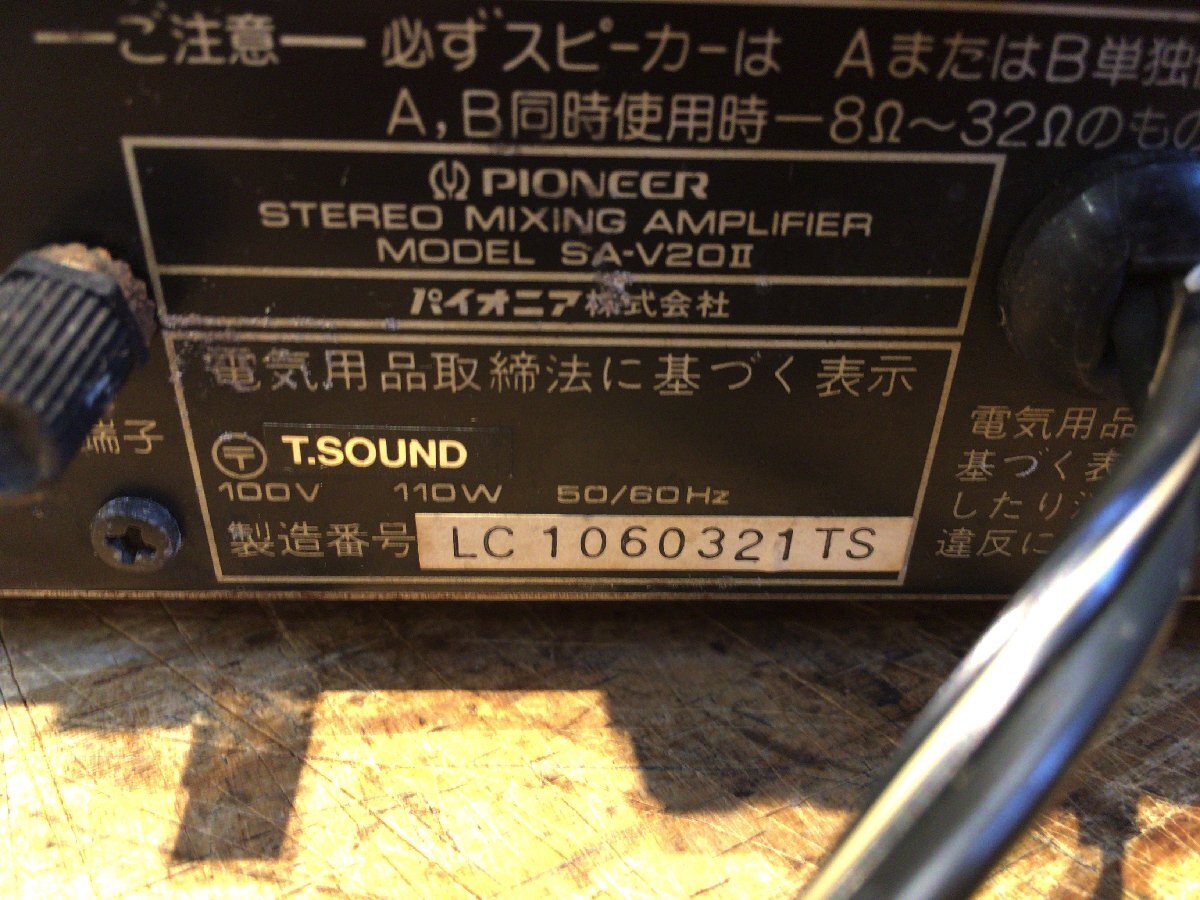 ご注意 必ずスピーカーは AまたはB単独
A,B同時使用時ー8Ω〜32Ωのもの
PIONEER
STEREO MIXING AMPLIFIER
MODEL SA-V20II
パイオニア株式会社
電気用品取締法に基づく表示
〒 T.SOUND
100V 110W 50/60Hz
製造番号 LC1060321TS
端子
電気用品
基づく表
したり
違反に